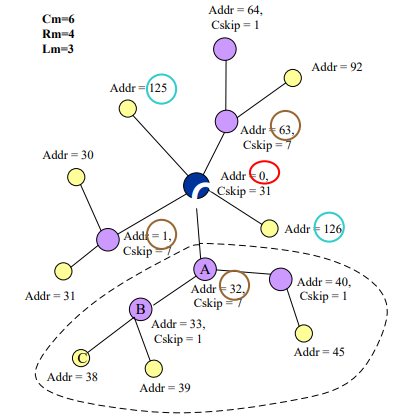 Cm=6
Rm=4
Lm=3
Addr = 64,
Cskip = 1
Addr = 92
Addr = 125
Addr = 63,
Cskip = 7
Addr = 30
Addr = 0,
Cskip = 31
Addr = 1,
Cskip = 7
Addr = 126
Addr = 31
A
Addr = 32,
Cskip = 7
Addr = 40,
Cskip = 1
B
Addr = 33,
Cskip = 1
C
Addr = 45
Addr = 38
Addr = 39